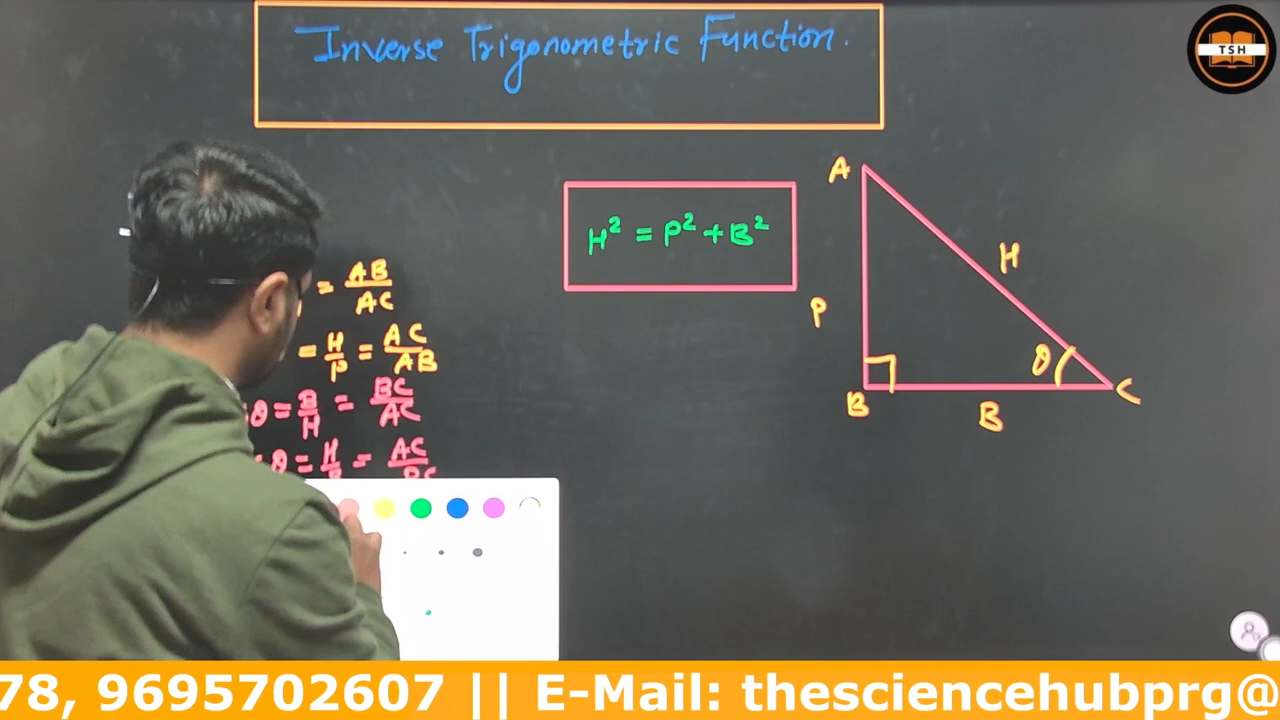 Inverse Trigonometric Function.
TSH
H² = P² + B²
A
H
P
θ
B
B
C
= AB/AC
= H/P = AC/AB
θ = B/H = BC/AC
θ = H/B = AC/BC
78, 9695702607 || E-Mail: thesciencehubprg@